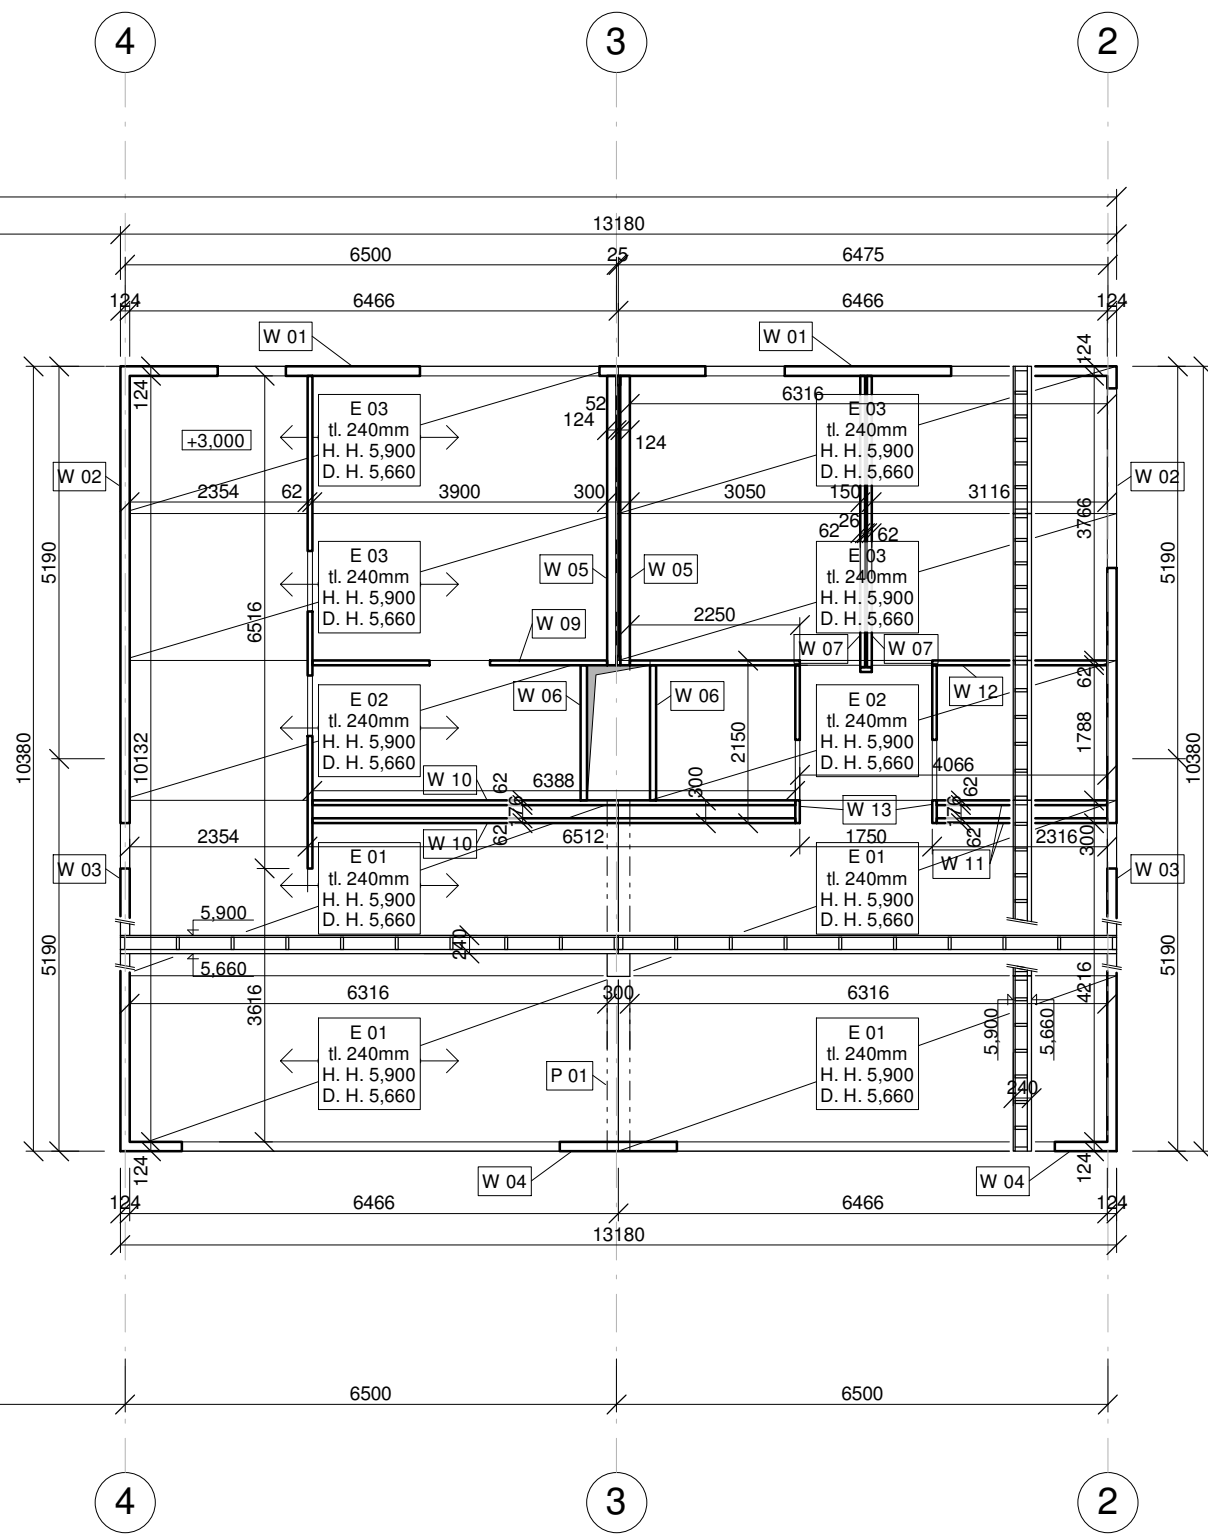 4
3
2
13180
6500
25
6475
124
6466
6466
124
W 01
W 01
124
124
6316
52
124
124
E 03
tl. 240mm
H. H. 5,900
D. H. 5,660
E 03
tl. 240mm
H. H. 5,900
D. H. 5,660
+3,000
W 02
W 02
2354
62
3900
300
3050
150
3116
3766
26
62
62
5190
5190
E 03
tl. 240mm
H. H. 5,900
D. H. 5,660
E 03
tl. 240mm
H. H. 5,900
D. H. 5,660
W 05
W 05
6516
2250
W 09
W 07
W 07
62
W 12
W 06
W 06
E 02
tl. 240mm
H. H. 5,900
D. H. 5,660
E 02
tl. 240mm
H. H. 5,900
D. H. 5,660
10380
10132
2150
1788
10380
4066
W 10
62
6388
300
62
176
W 13
176
W 10
62
6512
1750
62
2316
300
2354
W 11
E 01
tl. 240mm
H. H. 5,900
D. H. 5,660
E 01
tl. 240mm
H. H. 5,900
D. H. 5,660
W 03
W 03
5,900
240
5,660
5190
5190
6316
300
6316
4216
3616
5,900
5,660
E 01
tl. 240mm
H. H. 5,900
D. H. 5,660
E 01
tl. 240mm
H. H. 5,900
D. H. 5,660
P 01
240
124
124
W 04
W 04
124
6466
6466
124
13180
6500
6500
4
3
2